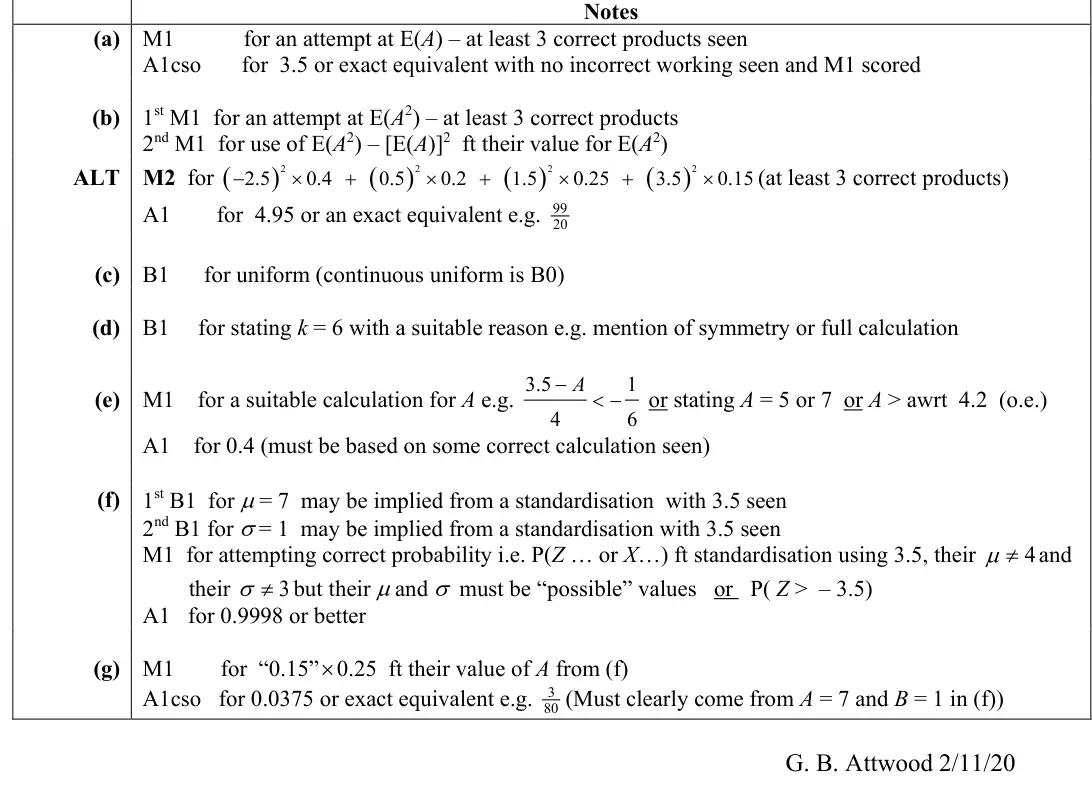 Notes
(a) M1 for an attempt at E(A) – at least 3 correct products seen
A1cso for 3.5 or exact equivalent with no incorrect working seen and M1 scored
(b) 1st M1 for an attempt at E(A²) – at least 3 correct products
2nd M1 for use of E(A²) – [E(A)]² ft their value for E(A²)
ALT M2 for (−2.5)² × 0.4 + (0.5)² × 0.2 + (1.5)² × 0.25 + (3.5)² × 0.15 (at least 3 correct products)
A1 for 4.95 or an exact equivalent e.g. 99/20
(c) B1 for uniform (continuous uniform is B0)
(d) B1 for stating k = 6 with a suitable reason e.g. mention of symmetry or full calculation
(e) M1 for a suitable calculation for A e.g. (3.5 − A)/4 < −1/6 or stating A = 5 or 7 or A > awrt 4.2 (o.e.)
A1 for 0.4 (must be based on some correct calculation seen)
(f) 1st B1 for μ = 7 may be implied from a standardisation with 3.5 seen
2nd B1 for σ = 1 may be implied from a standardisation with 3.5 seen
M1 for attempting correct probability i.e. P(Z … or X…) ft standardisation using 3.5, their μ ≠ 4 and
their σ ≠ 3 but their μ and σ must be “possible” values or P( Z > – 3.5)
A1 for 0.9998 or better
(g) M1 for “0.15”×0.25 ft their value of A from (f)
A1cso for 0.0375 or exact equivalent e.g. 3/80 (Must clearly come from A = 7 and B = 1 in (f))
G. B. Attwood 2/11/20